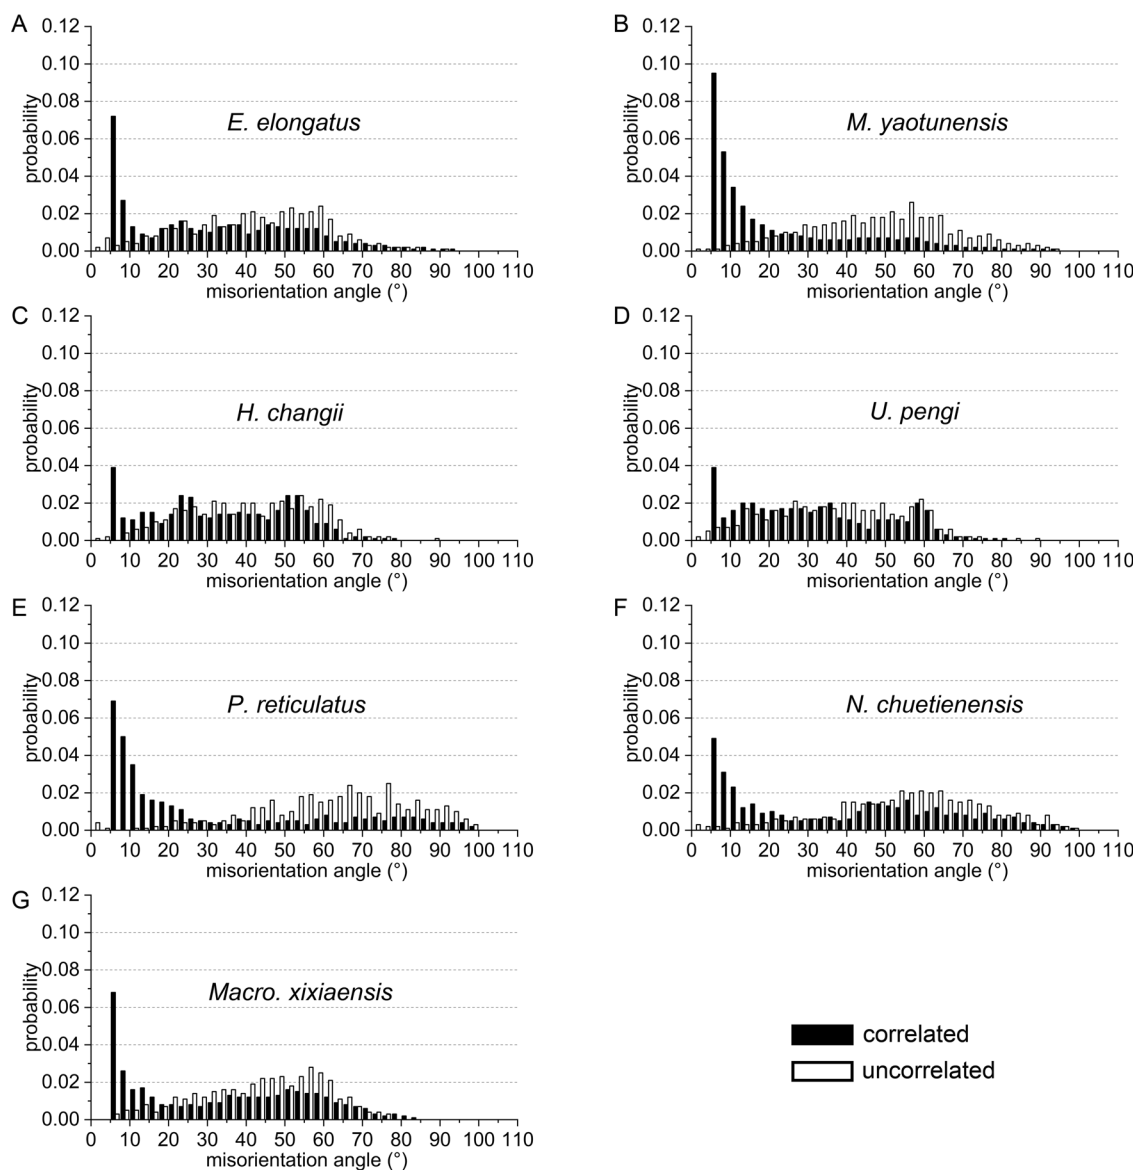 A
0.12
0.10
0.08
0.06
0.04
0.02
0.00
probability
E. elongatus
0 10 20 30 40 50 60 70 80 90 100 110
misorientation angle (°)
B
0.12
0.10
0.08
0.06
0.04
0.02
0.00
probability
M. yaotunensis
0 10 20 30 40 50 60 70 80 90 100 110
misorientation angle (°)
C
0.12
0.10
0.08
0.06
0.04
0.02
0.00
probability
H. changii
0 10 20 30 40 50 60 70 80 90 100 110
misorientation angle (°)
D
0.12
0.10
0.08
0.06
0.04
0.02
0.00
probability
U. pengi
0 10 20 30 40 50 60 70 80 90 100 110
misorientation angle (°)
E
0.12
0.10
0.08
0.06
0.04
0.02
0.00
probability
P. reticulatus
0 10 20 30 40 50 60 70 80 90 100 110
misorientation angle (°)
F
0.12
0.10
0.08
0.06
0.04
0.02
0.00
probability
N. chuetienensis
0 10 20 30 40 50 60 70 80 90 100 110
misorientation angle (°)
G
0.12
0.10
0.08
0.06
0.04
0.02
0.00
probability
Macro. xixiaensis
0 10 20 30 40 50 60 70 80 90 100 110
misorientation angle (°)
correlated
uncorrelated